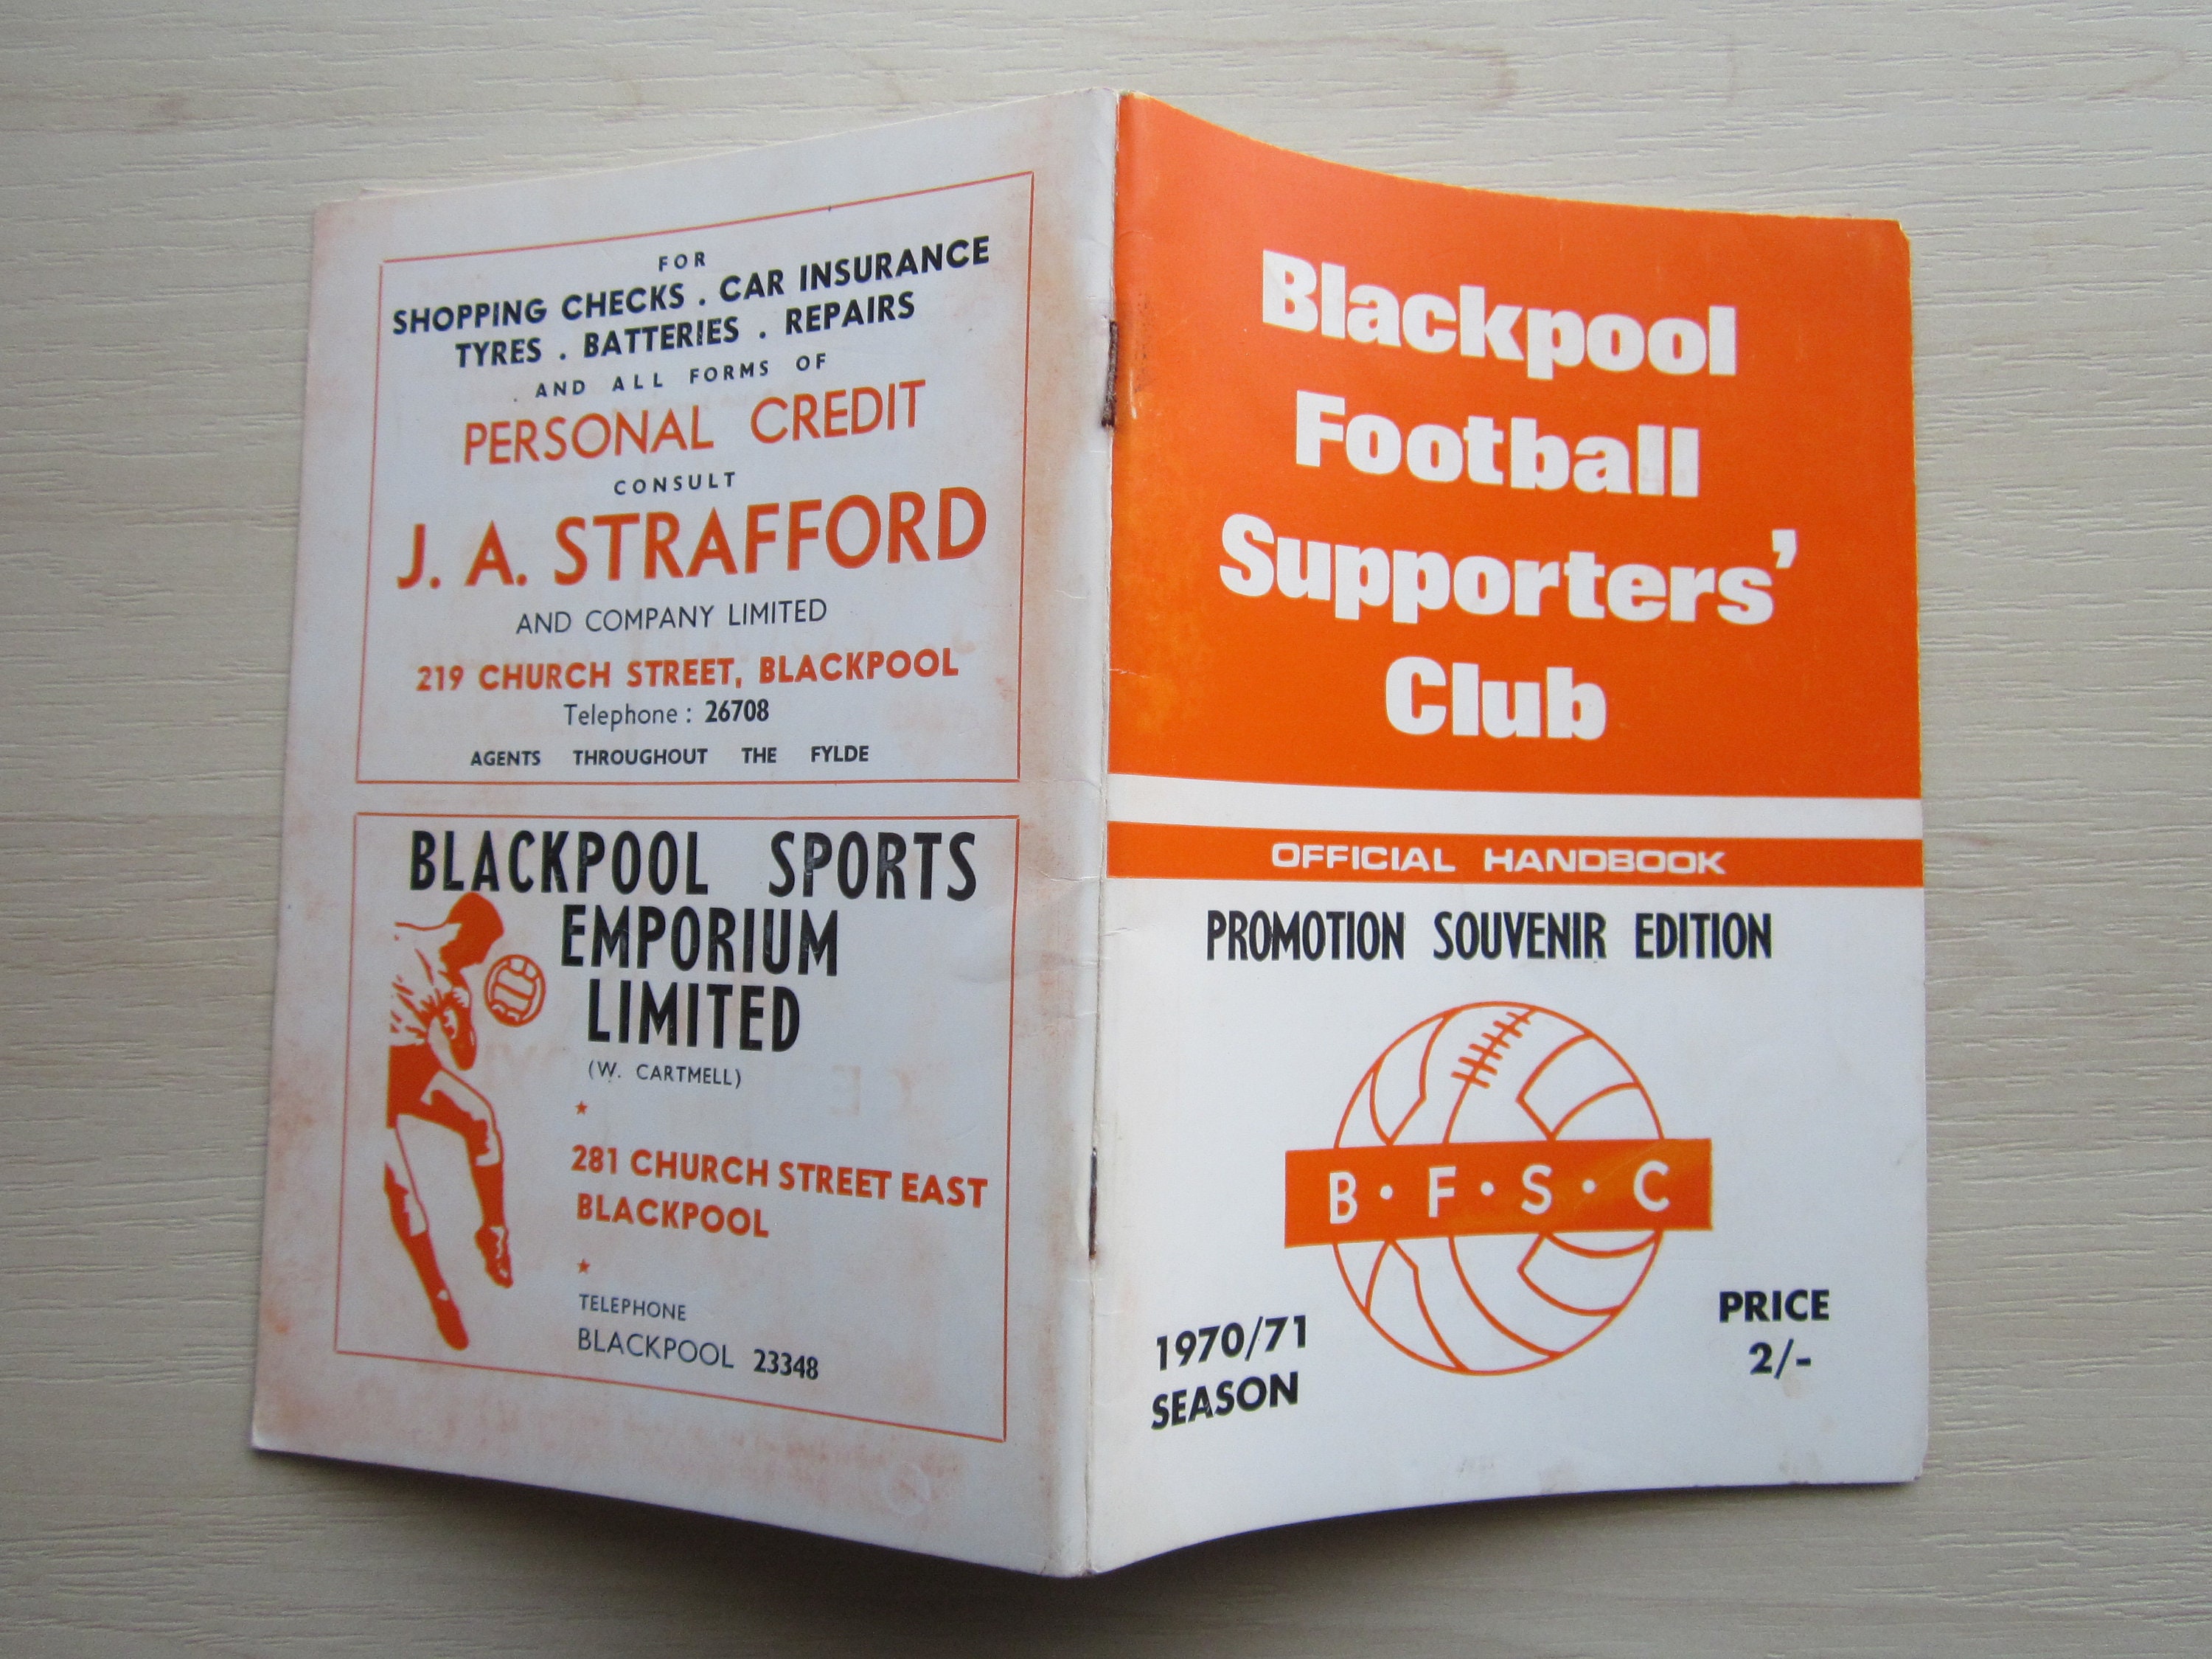 FOR
SHOPPING CHECKS . CAR INSURANCE
TYRES . BATTERIES . REPAIRS
AND ALL FORMS OF
PERSONAL CREDIT
CONSULT
J. A. STRAFFORD
AND COMPANY LIMITED
219 CHURCH STREET, BLACKPOOL
Telephone : 26708
AGENTS THROUGHOUT THE FYLDE
BLACKPOOL SPORTS
EMPORIUM
LIMITED
(W. CARTMELL)
281 CHURCH STREET EAST
BLACKPOOL
TELEPHONE
BLACKPOOL 23348
Blackpool
Football
Supporters'
Club
OFFICIAL HANDBOOK
PROMOTION SOUVENIR EDITION
B·F·S·C
1970/71
SEASON
PRICE
2/-